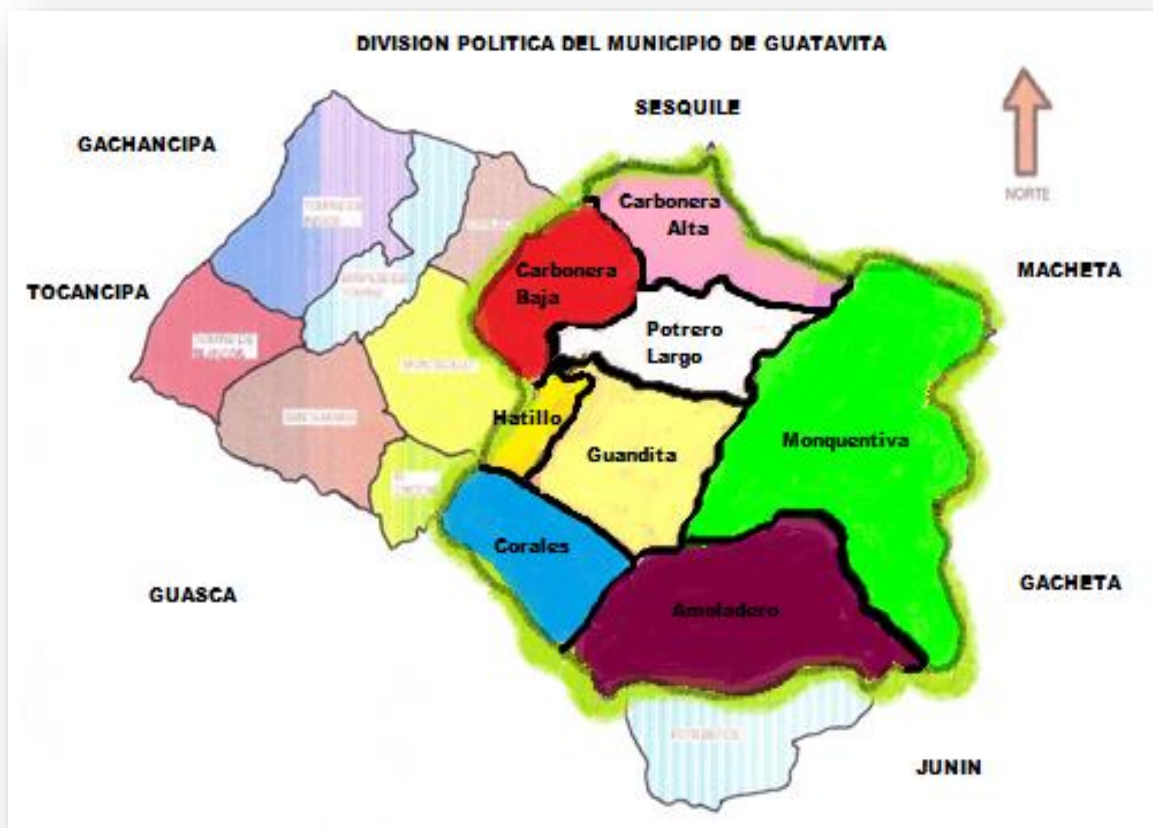 DIVISION POLITICA DEL MUNICIPIO DE GUATAVITA
SESQUILE
GACHANCIPA
NORTE
Carbonera
Alta
MACHETA
TOCANCIPA
Carbonera
Baja
Potrero
Largo
Hatillo
Guandita
Monquentiva
Corales
GUASCA
GACHETA
Amoladero
JUNIN